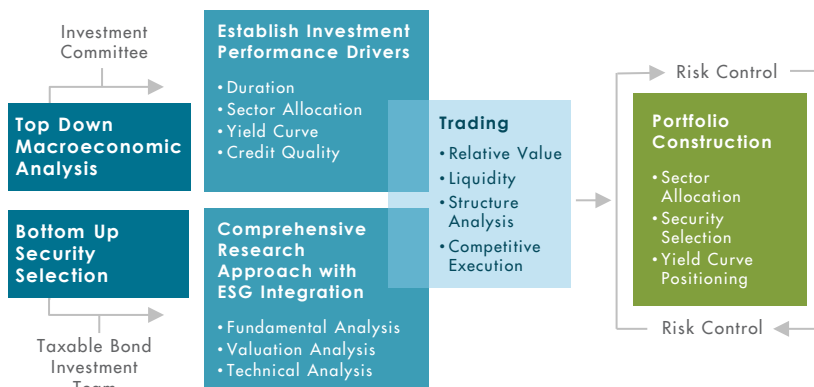 Investment
Committee
Top Down
Macroeconomic
Analysis
Bottom Up
Security
Selection
Taxable Bond
Investment
Team
Establish Investment
Performance Drivers
• Duration
• Sector Allocation
• Yield Curve
• Credit Quality
Comprehensive
Research
Approach with
ESG Integration
• Fundamental Analysis
• Valuation Analysis
• Technical Analysis
Trading
• Relative Value
• Liquidity
• Structure
Analysis
• Competitive
Execution
Risk Control
Portfolio
Construction
• Sector
Allocation
• Security
Selection
• Yield Curve
Positioning
Risk Control